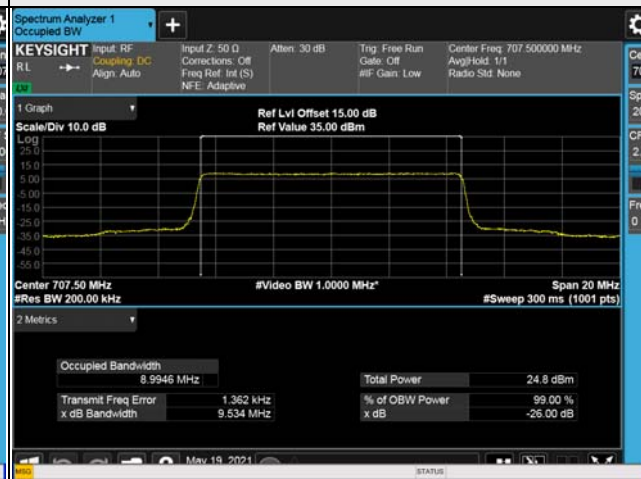 Spectrum Analyzer 1
Occupied BW
KEYSIGHT
RL
LXI
Input: RF
Coupling: DC
Align: Auto
Input Z: 50 Ω
Corrections: Off
Freq Ref: Int (S)
NFE: Adaptive
Atten: 30 dB
Trig: Free Run
Gate: Off
#IF Gain: Low
Center Freq: 707.500000 MHz
Avg|Hold: 1/1
Radio Std: None
1 Graph
Scale/Div 10.0 dB
Ref Lvl Offset 15.00 dB
Ref Value 35.00 dBm
Log
25.0
15.0
5.00
-5.00
-15.0
-25.0
-35.0
-45.0
-55.0
Center 707.50 MHz
#Res BW 200.00 kHz
#Video BW 1.0000 MHz*
Span 20 MHz
#Sweep 300 ms (1001 pts)
2 Metrics
Occupied Bandwidth
8.9946 MHz
Transmit Freq Error 1.362 kHz
x dB Bandwidth 9.534 MHz
Total Power 24.8 dBm
% of OBW Power 99.00 %
x dB -26.00 dB
May 19, 2021
MSG
STATUS